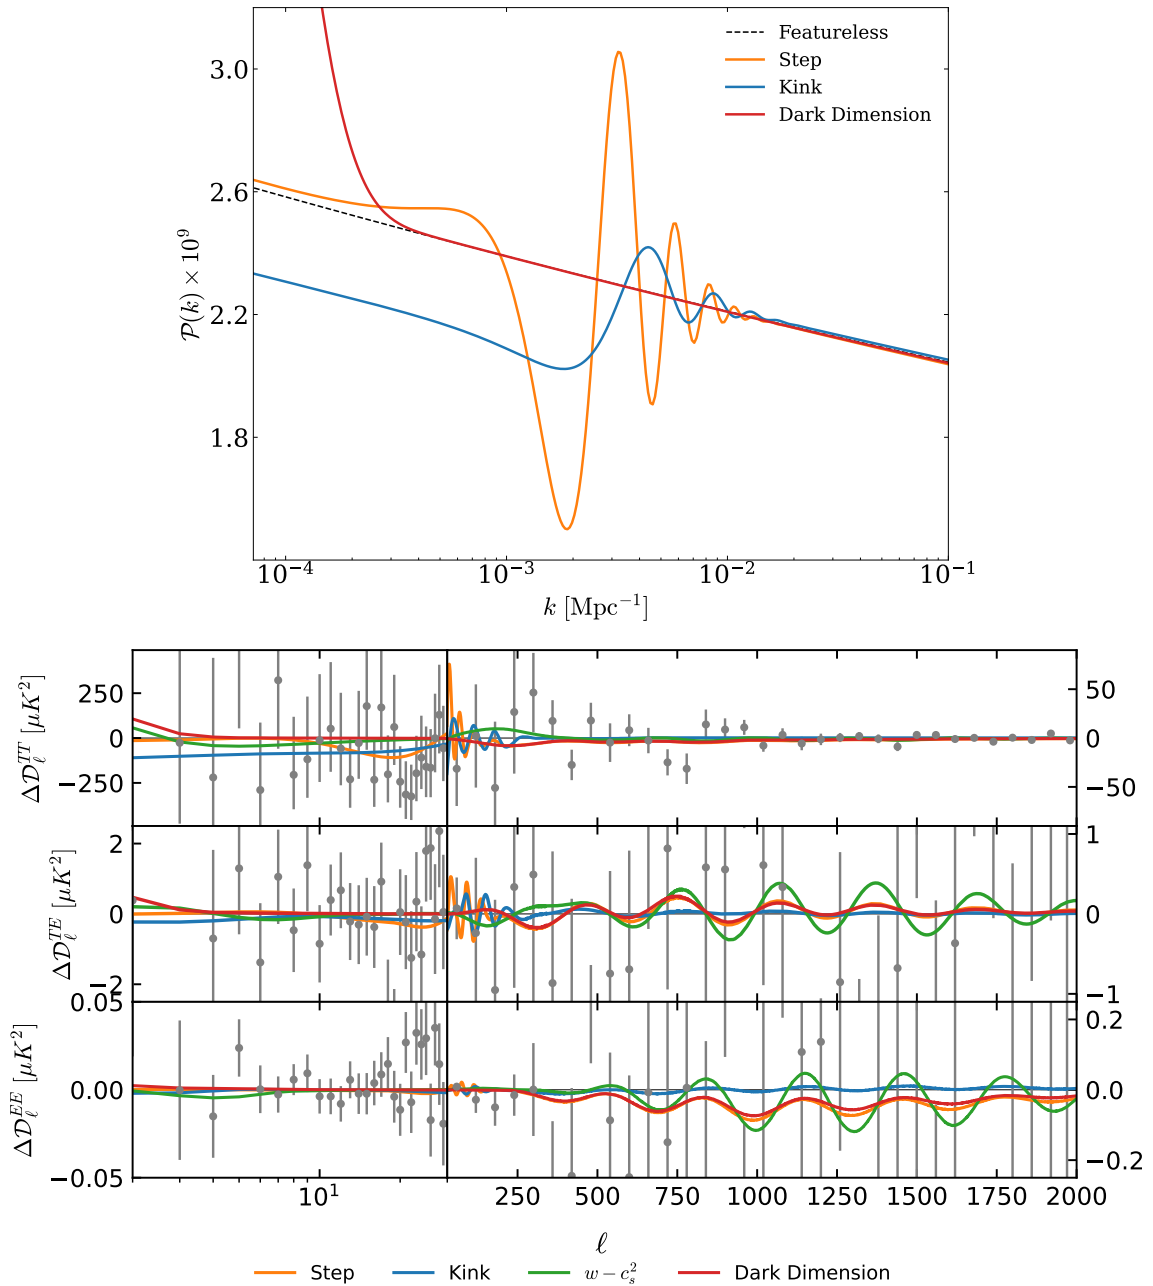 Featureless
Step
Kink
Dark Dimension
3.0
2.6
2.2
1.8
P(k) × 10⁹
10⁻⁴ 10⁻³ 10⁻² 10⁻¹
k [Mpc⁻¹]
250
0
−250
ΔD_ℓ^TT [μK²]
50
0
−50
2
0
−2
ΔD_ℓ^TE [μK²]
1
0
−1
0.05
0.00
−0.05
ΔD_ℓ^EE [μK²]
0.2
0.0
−0.2
10¹ 250 500 750 1000 1250 1500 1750 2000
ℓ
Step Kink w − c_s² Dark Dimension